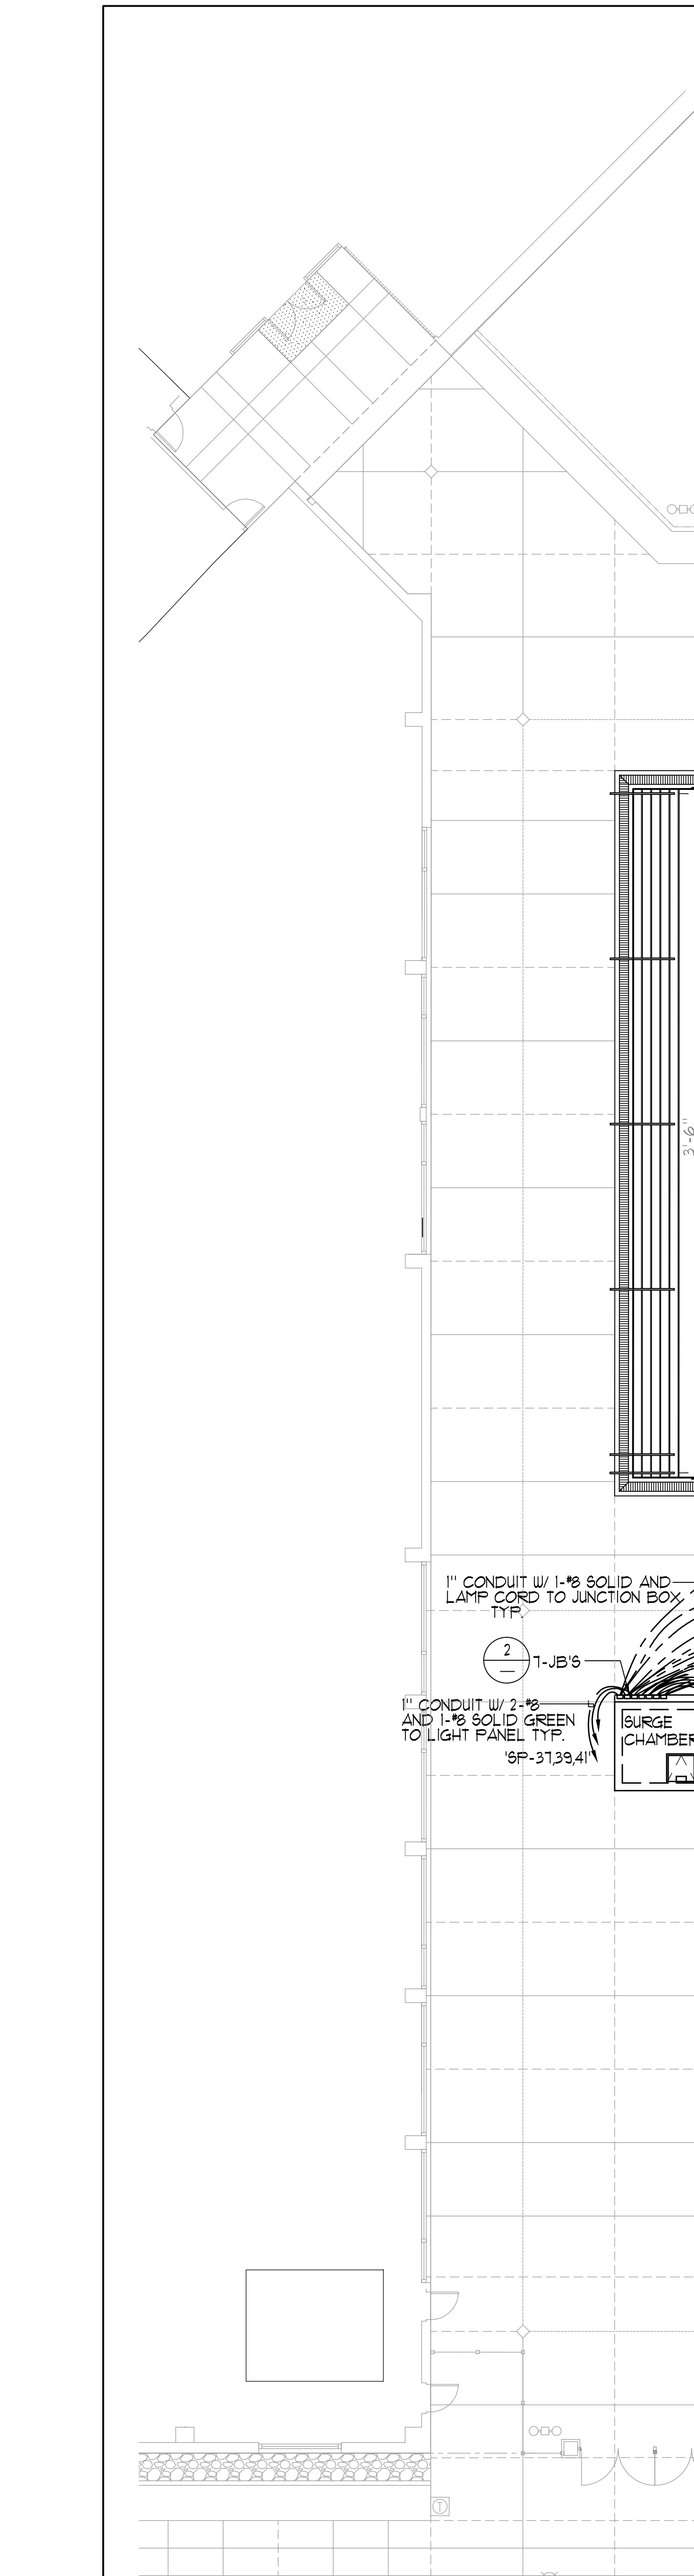 3'-6"
1" CONDUIT W/ 1-#8 SOLID AND
LAMP CORD TO JUNCTION BOX
TYP.
2
7-JB'S
1" CONDUIT W/ 2-#8
AND 1-#8 SOLID GREEN
TO LIGHT PANEL TYP.
'SP-37,39,41'
SURGE
CHAMBER
T